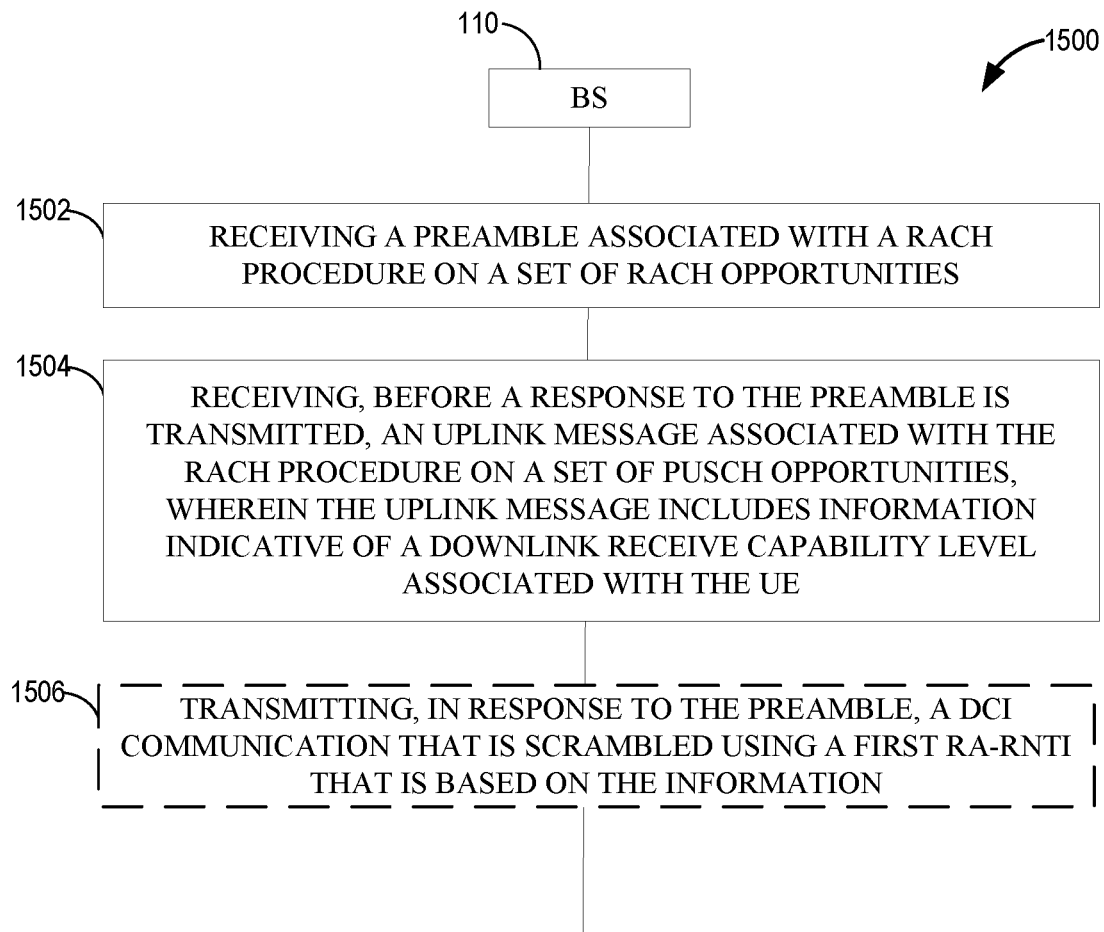 110
1500
BS
1502
RECEIVING A PREAMBLE ASSOCIATED WITH A RACH
PROCEDURE ON A SET OF RACH OPPORTUNITIES
1504
RECEIVING, BEFORE A RESPONSE TO THE PREAMBLE IS
TRANSMITTED, AN UPLINK MESSAGE ASSOCIATED WITH THE
RACH PROCEDURE ON A SET OF PUSCH OPPORTUNITIES,
WHEREIN THE UPLINK MESSAGE INCLUDES INFORMATION
INDICATIVE OF A DOWNLINK RECEIVE CAPABILITY LEVEL
ASSOCIATED WITH THE UE
1506
TRANSMITTING, IN RESPONSE TO THE PREAMBLE, A DCI
COMMUNICATION THAT IS SCRAMBLED USING A FIRST RA-RNTI
THAT IS BASED ON THE INFORMATION